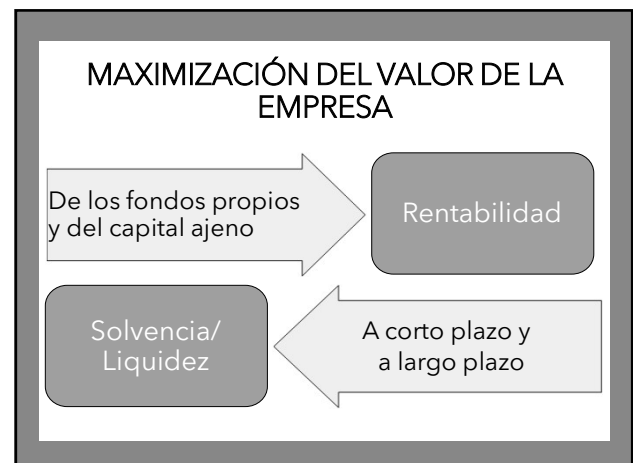 MAXIMIZACIÓN DEL VALOR DE LA
EMPRESA
De los fondos propios
y del capital ajeno
Rentabilidad
Solvencia/
Liquidez
A corto plazo y
a largo plazo